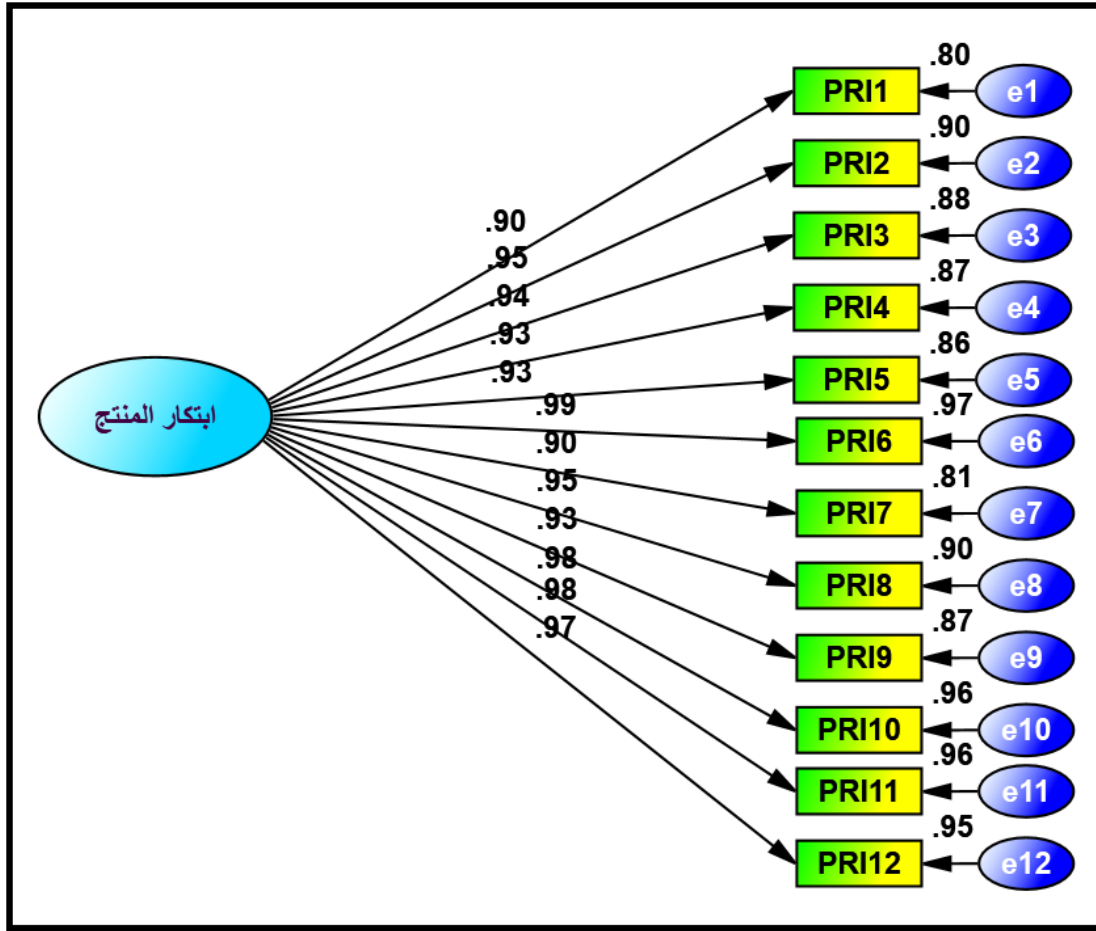 .80
PRI1
e1
.90
PRI2
e2
.88
PRI3
e3
.87
PRI4
e4
.86
PRI5
e5
.97
PRI6
e6
.81
PRI7
e7
.90
PRI8
e8
.87
PRI9
e9
.96
PRI10
e10
.96
PRI11
e11
.95
PRI12
e12
.90
.95
.94
.93
.93
.99
.90
.95
.93
.98
.98
.97
ابتكار المنتج